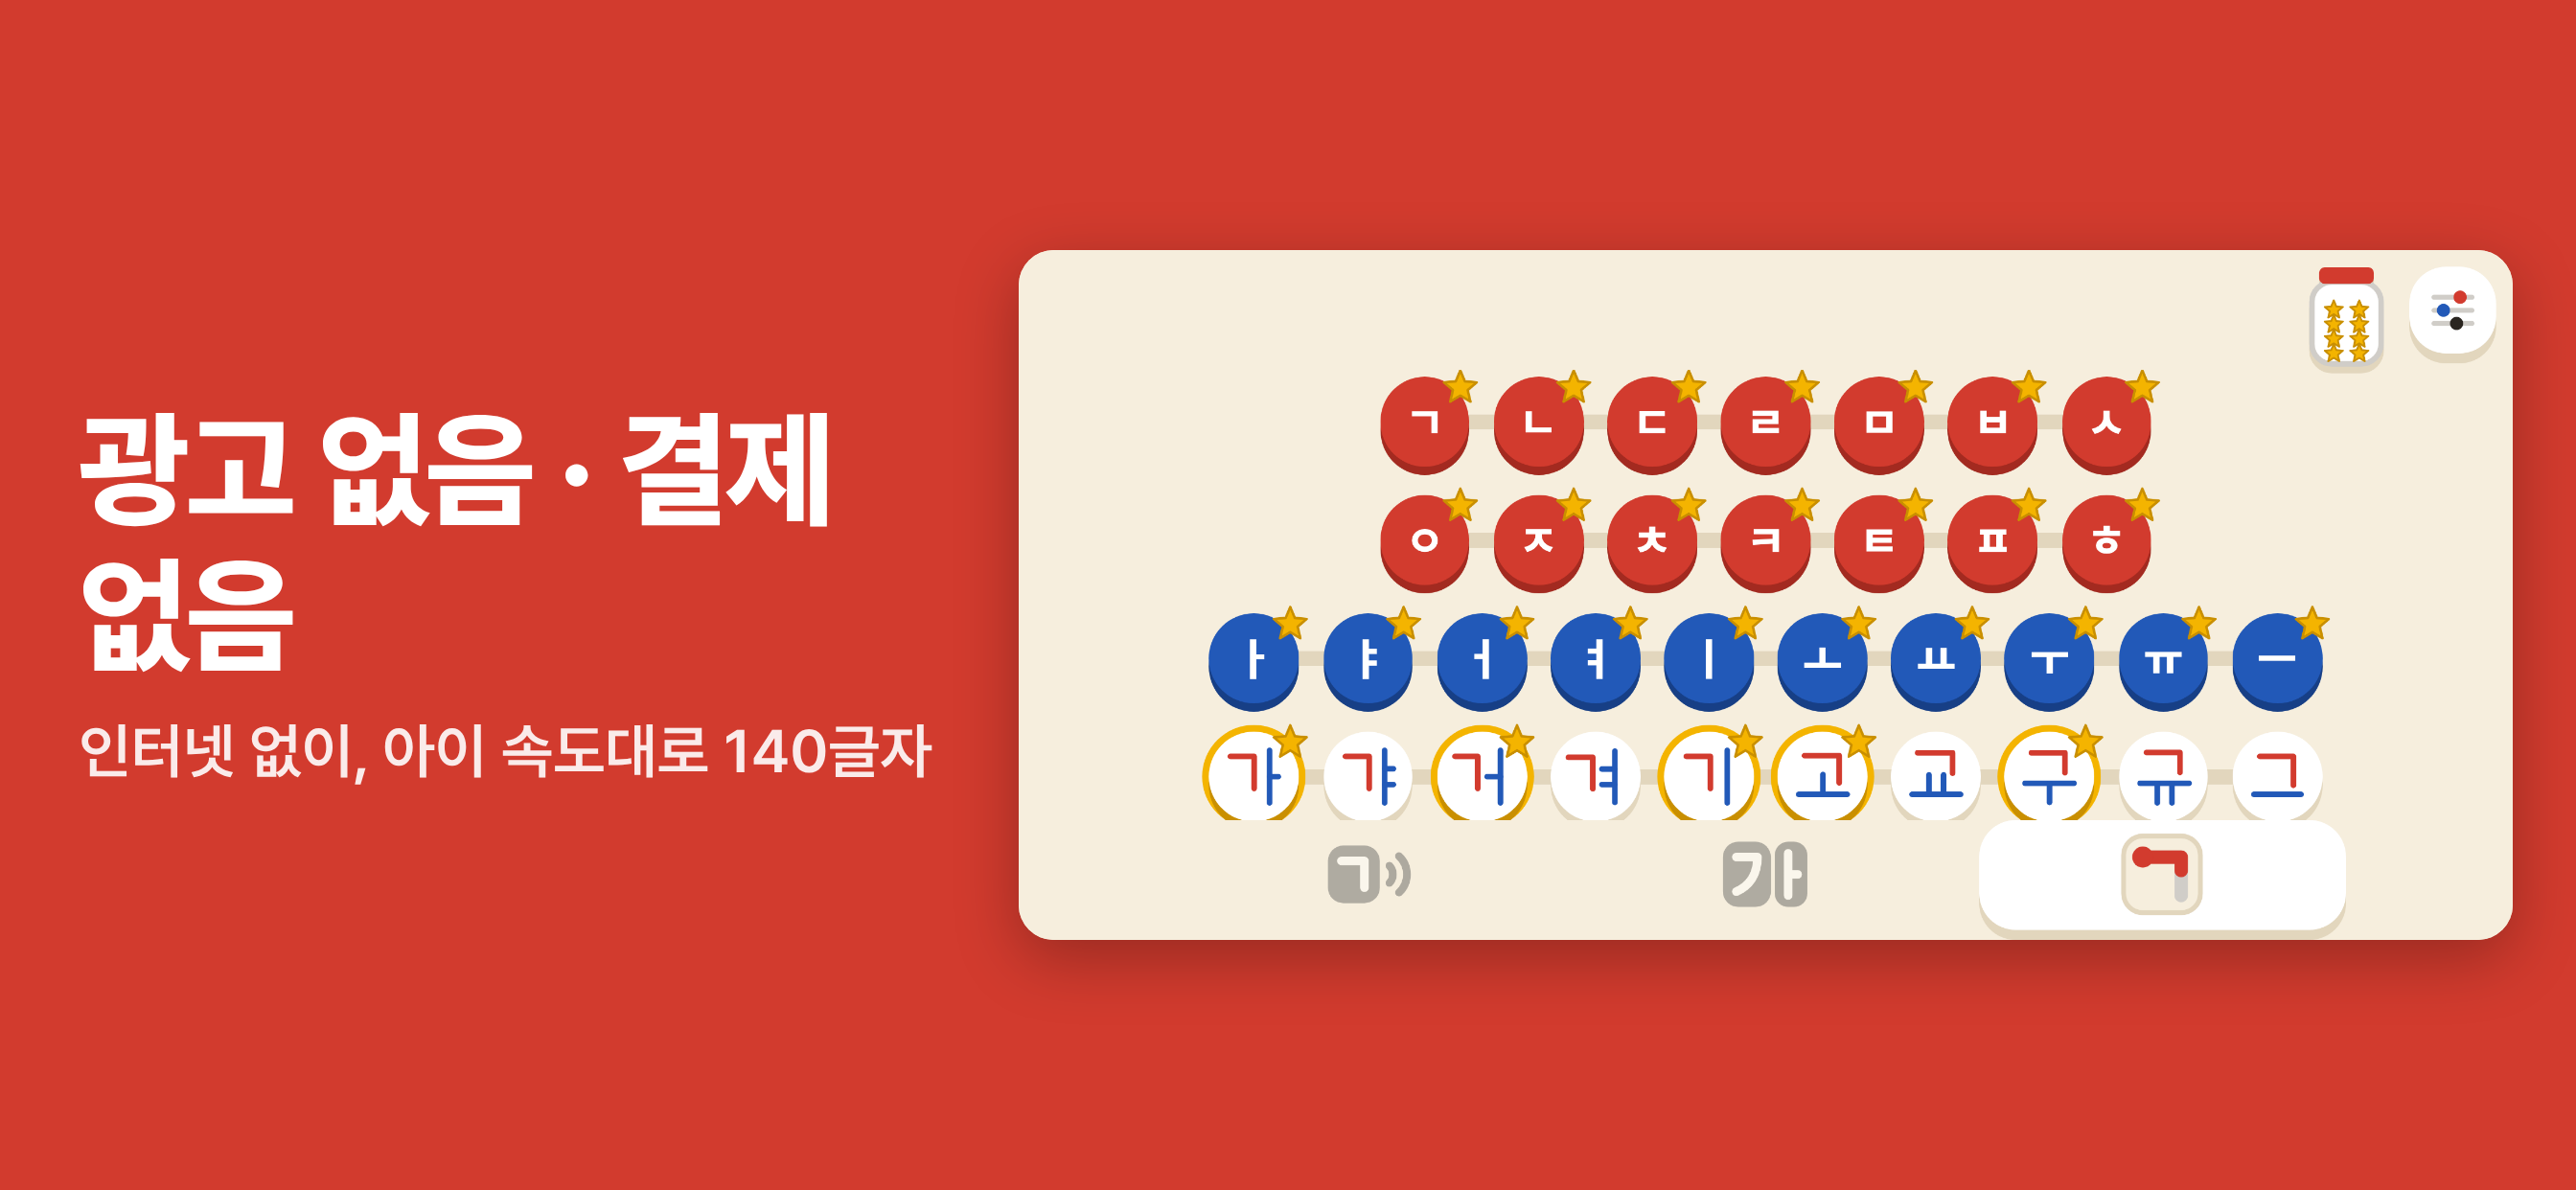 광고 없음 · 결제
없음
인터넷 없이, 아이 속도대로 140글자
ㄱ ㄴ ㄷ ㄹ ㅁ ㅂ ㅅ
ㅇ ㅈ ㅊ ㅋ ㅌ ㅍ ㅎ
ㅏ ㅑ ㅓ ㅕ ㅣ ㅗ ㅛ ㅜ ㅠ ㅡ
가 갸 거 겨 기 고 교 구 규 그
ㄱ 가 ㄱ